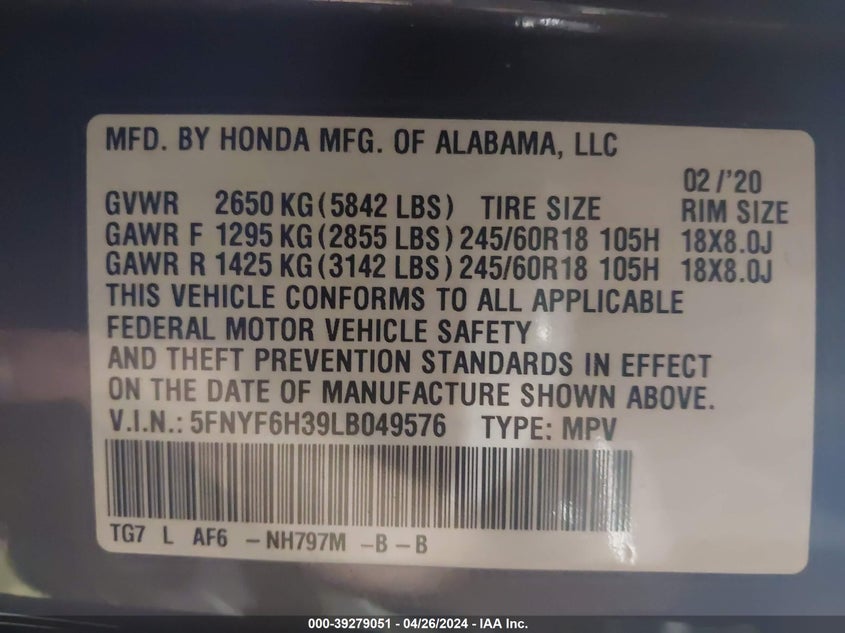 MFD. BY HONDA MFG. OF ALABAMA, LLC
02/'20
GVWR 2650 KG (5842 LBS) TIRE SIZE RIM SIZE
GAWR F 1295 KG (2855 LBS) 245/60R18 105H 18X8.0J
GAWR R 1425 KG (3142 LBS) 245/60R18 105H 18X8.0J
THIS VEHICLE CONFORMS TO ALL APPLICABLE
FEDERAL MOTOR VEHICLE SAFETY
AND THEFT PREVENTION STANDARDS IN EFFECT
ON THE DATE OF MANUFACTURE SHOWN ABOVE.
V.I.N.: 5FNYF6H39LB049576 TYPE: MPV
TG7 L AF6 -NH797M -B-B
000-39279051 - 04/26/2024 - IAA Inc.